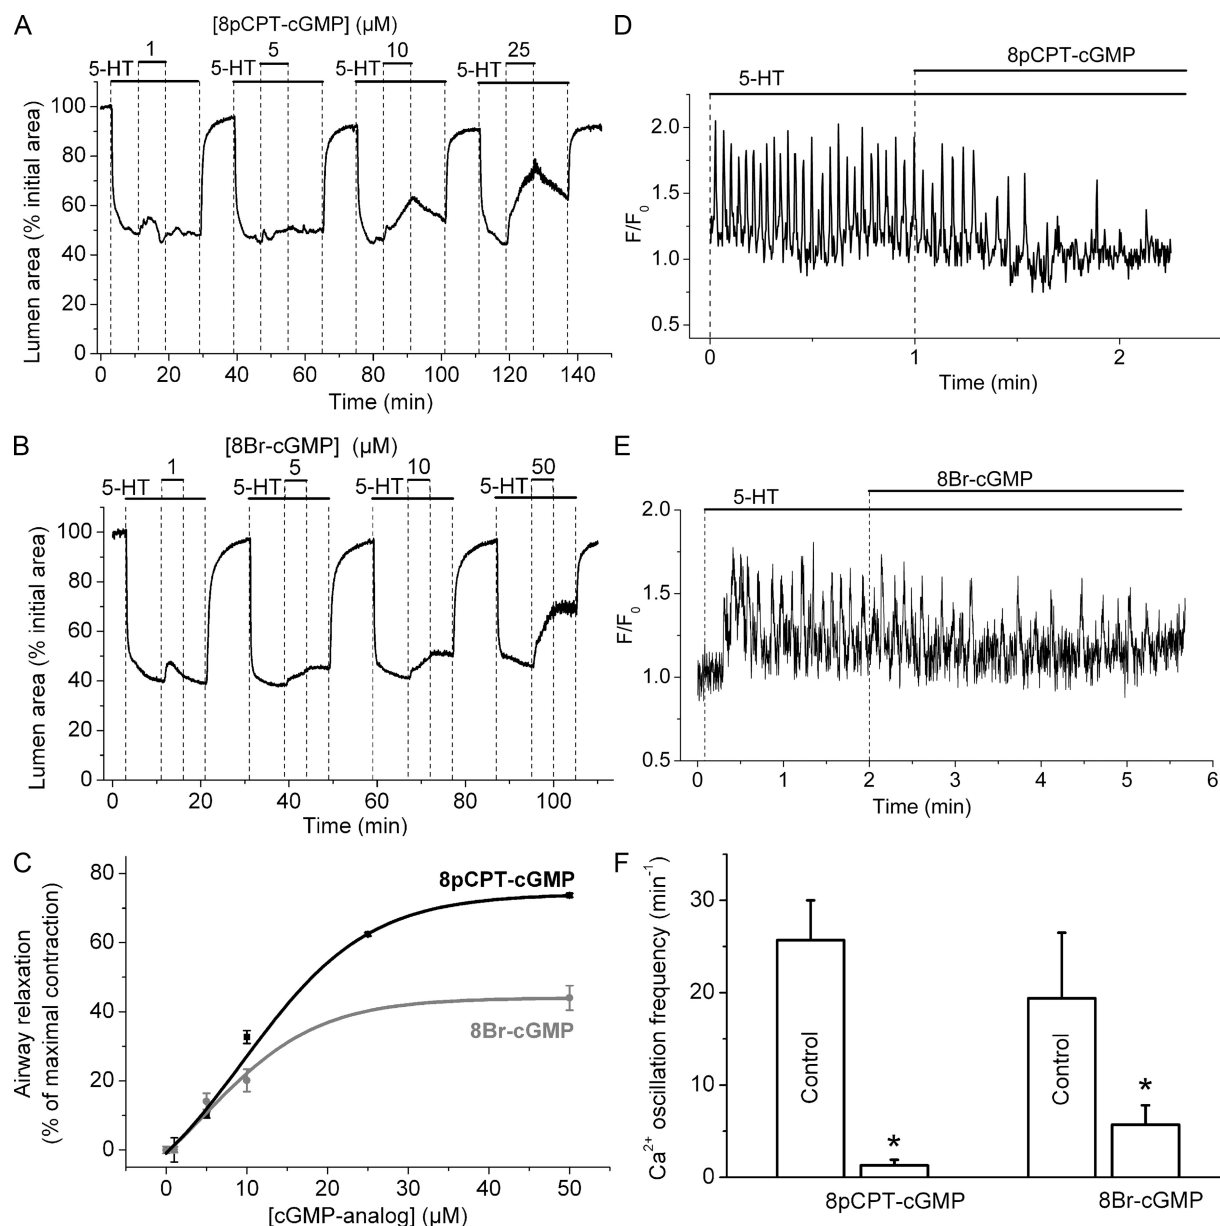 A
[8pCPT-cGMP] (µM)
1 5 10 25
5-HT 5-HT 5-HT 5-HT
Lumen area (% initial area)
100
80
60
40
20
0
0 20 40 60 80 100 120 140
Time (min)
B
[8Br-cGMP] (µM)
1 5 10 50
5-HT 5-HT 5-HT 5-HT
Lumen area (% initial area)
100
80
60
40
20
0
0 20 40 60 80 100
Time (min)
C
Airway relaxation
(% of maximal contraction)
80
60
40
20
0
8pCPT-cGMP
8Br-cGMP
0 10 20 30 40 50
[cGMP-analog] (µM)
D
8pCPT-cGMP
5-HT
F/F0
2.0
1.5
1.0
0.5
0 1 2
Time (min)
E
8Br-cGMP
5-HT
F/F0
2.0
1.5
1.0
0.5
0 1 2 3 4 5 6
Time (min)
F
Ca2+ oscillation frequency (min-1)
30
20
10
0
Control
*
Control
*
8pCPT-cGMP 8Br-cGMP